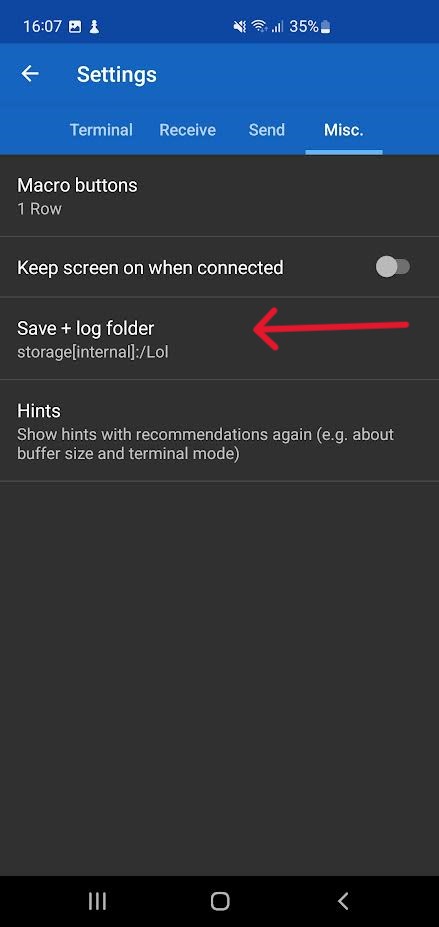 16:07 35%
Settings
Terminal Receive Send Misc.
Macro buttons
1 Row
Keep screen on when connected
Save + log folder
storage[internal]:/Lol
Hints
Show hints with recommendations again (e.g. about
buffer size and terminal mode)